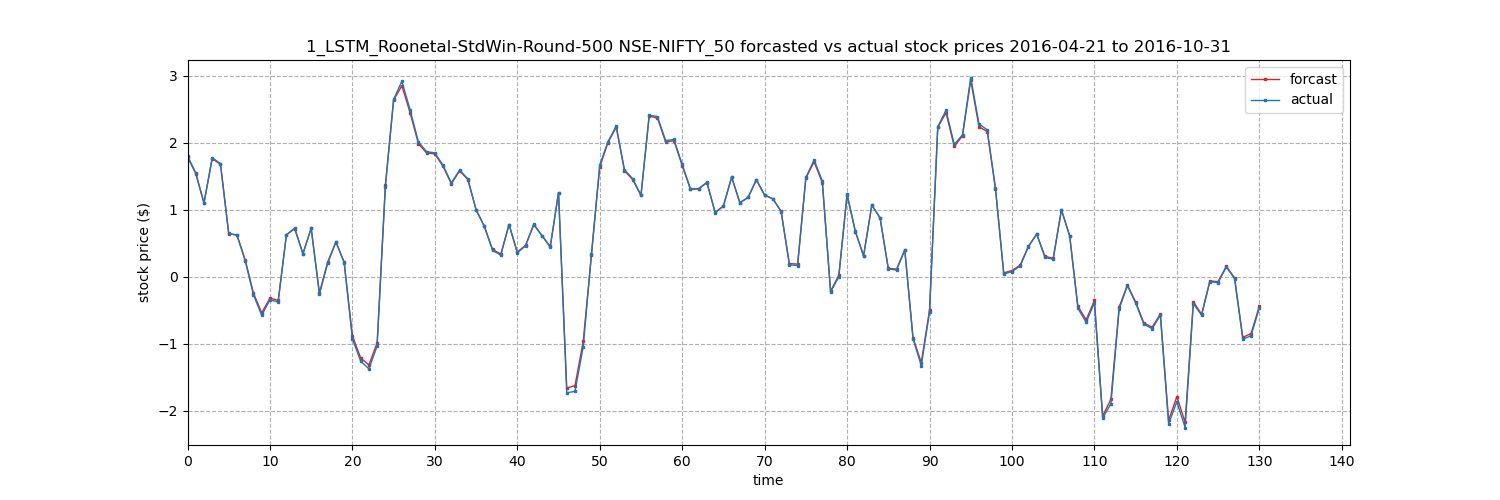 1_LSTM_Roonetal-StdWin-Round-500 NSE-NIFTY_50 forcasted vs actual stock prices 2016-04-21 to 2016-10-31
forcast
actual
stock price ($)
3
2
1
0
−1
−2
0 10 20 30 40 50 60 70 80 90 100 110 120 130 140
time